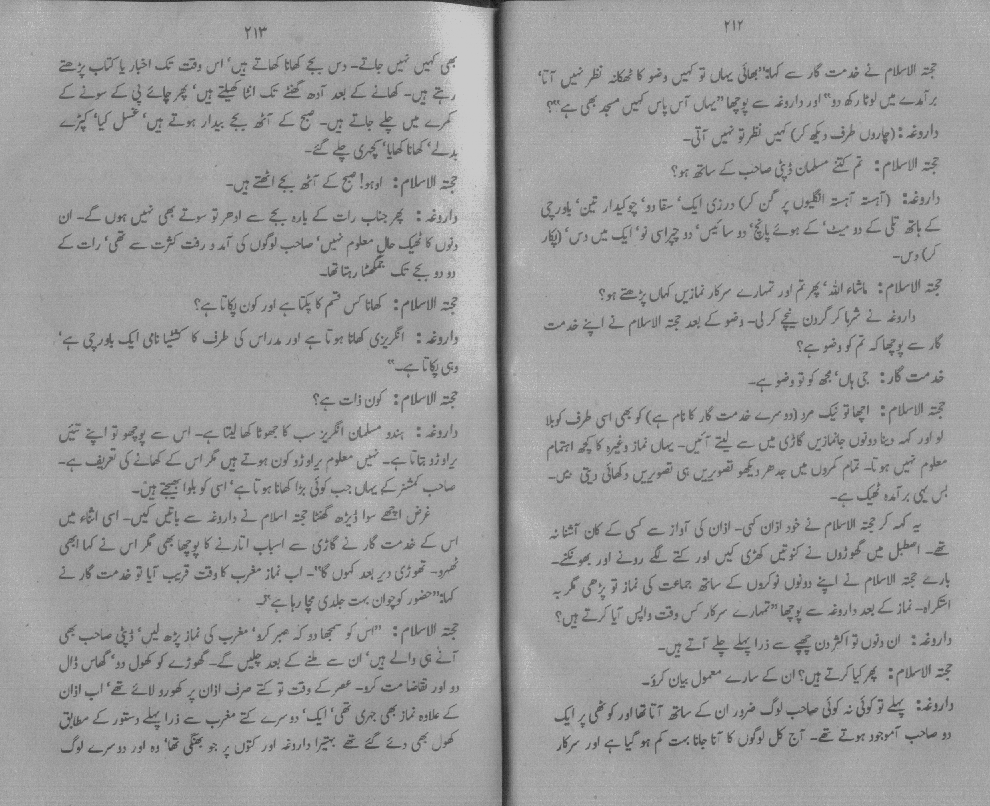 ۲۱۲
حجتہ الاسلام نے خدمت گار سے کہا:"بھائی یہاں تو کہیں وضو کا ٹھکانہ نظر نہیں آتا'
برآمدے میں لوٹا رکھ دو" اور داروغہ سے پوچھا "یہاں آس پاس کہیں مسجد بھی ہے"؟
داروغہ: (چاروں طرف دیکھ کر) کہیں نظر تو نہیں آتی۔
حجتہ الاسلام: تم کتنے مسلمان ڈپٹی صاحب کے ساتھ ہو؟
داروغہ: (آہستہ آہستہ انگلیوں پر گن کر) درزی ایک' سقا دو' چوکیدار تین' باورچی
کے ہاتھ تلی کے دو میٹ' کے ہوئے پانچ' دو سائیس' دو چپراسی نو' ایک میں دس' (پکار
کر) دس۔
حجتہ الاسلام: ماشاء اللہ' پھر تم اور تمہارے سرکار نمازیں کہاں پڑھتے ہو؟
داروغہ نے شرما کر گردن نیچے کر لی۔ وضو کے بعد حجتہ الاسلام نے اپنے خدمت
گار سے پوچھا کہ تم کو وضو ہے؟
خدمت گار: جی ہاں' مجھ کو تو وضو ہے۔
حجتہ الاسلام: اچھا تو نیک مرد (دوسرے خدمت گار کا نام ہے) کو بھی اسی طرف کو بلا
لو اور کہہ دینا دونوں جانمازیں گاڑی میں سے لیتے آئیں۔ یہاں نماز وغیرہ کا کچھ اہتمام
معلوم نہیں ہوتا۔ تمام کمروں میں جدھر دیکھو تصویریں ہی تصویریں دکھائی دیتی ہیں۔
بس یہی برآمدہ ٹھیک ہے۔
یہ کہہ کر حجتہ الاسلام نے خود اذان کہی۔ اذان کی آواز سے کسی کے کان آشنا نہ
تھے۔ اصطبل میں گھوڑوں نے کنوتیں کھڑی کیں اور کتے لگے رونے اور بھونکنے۔
بارے حجتہ الاسلام نے اپنے دونوں نوکروں کے ساتھ جماعت کی نماز تو پڑھی مگر بہ
استکراہ۔ نماز کے بعد داروغہ سے پوچھا "تمہارے سرکار کس وقت واپس آیا کرتے ہیں؟
داروغہ: ان دنوں تو اکثر دن چھپے سے ذرا پہلے چلے آتے ہیں۔
حجتہ الاسلام: پھر کیا کرتے ہیں؟ ان کے سارے معمول بیان کرو۔
داروغہ: پہلے تو کوئی نہ کوئی صاحب لوگ ضرور ان کے ساتھ آتا تھا اور کوٹھی پر ایک
دو صاحب آموجود ہوتے تھے۔ آج کل لوگوں کا آنا جانا بہت کم ہو گیا ہے اور سرکار
۲۱۳
بھی کہیں نہیں جاتے۔ دس بجے کھانا کھاتے ہیں' اس وقت تک اخبار یا کتاب پڑھتے
رہتے ہیں۔ کھانے کے بعد آدھ گھنٹے تک انٹا کھیلتے ہیں' پھر چائے پی کے سونے کے
کمرے میں چلے جاتے ہیں۔ صبح کے آٹھ بجے بیدار ہوتے ہیں' غسل کیا' کپڑے
بدلے' کھانا کھایا' کچہری چلے گئے۔
حجتہ الاسلام: اوہو! صبح کے آٹھ بجے اٹھتے ہیں۔
داروغہ: پھر جناب رات کے بارہ بجے سے ادھر تو سوتے بھی نہیں ہوں گے۔ ان
دنوں کا ٹھیک حال معلوم نہیں' صاحب لوگوں کی آمد و رفت کثرت سے تھی' رات کے
دو دو بجے تک جمگھٹا رہتا تھا۔
حجتہ الاسلام: کھانا کس قسم کا پکتا ہے اور کون پکاتا ہے؟
داروغہ: انگریزی کھانا ہوتا ہے اور مدراس کی طرف کا کشٹیا نامی ایک باورچی ہے'
وہی پکاتا ہے۔"
حجتہ الاسلام: کون ذات ہے؟
داروغہ: ہندو مسلمان انگریز سب کا جھوٹا کھا لیتا ہے۔ اس سے پوچھو تو اپنے تئیں
براوڑو بتاتا ہے۔ نہیں معلوم براوڑو کون ہوتے ہیں مگر اس کے کھانے کی تعریف ہے۔
صاحب کمشنر کے یہاں جب کوئی بڑا کھانا ہوتا ہے' اسی کو بلوا بھیجتے ہیں۔
غرض اچھے سوا ڈیڑھ گھنٹا حجتہ اسلام نے داروغہ سے باتیں کیں۔ اسی اثناء میں
اس کے خدمت گار نے گاڑی سے اسباب اتارنے کا پوچھا بھی مگر اس نے کہا ابھی
ٹھہرو۔ تھوڑی دیر بعد کہوں گا"۔ اب نماز مغرب کا وقت قریب آیا تو خدمت گار نے
کہا:"حضور کوچوان بہت جلدی مچا رہا ہے"۔
حجتہ الاسلام: "اس کو سمجھا دو کہ صبر کرو' مغرب کی نماز پڑھ لیں' ڈپٹی صاحب بھی
آنے ہی والے ہیں' ان سے ملنے کے بعد چلیں گے۔ گھوڑے کو کھول دو' گھاس ڈال
دو اور تقاضا مت کرو۔ عصر کے وقت تو کتے صرف اذان پر کھورو لائے تھے' اب اذان
کے علاوہ نماز بھی جہری تھی' ایک' دوسرے کتے مغرب سے ذرا پہلے دستور کے مطابق
کھول بھی دئے گئے تھے بہتیرا داروغہ اور کتوں پر جو بھنگی تھا' وہ اور دوسرے لوگ